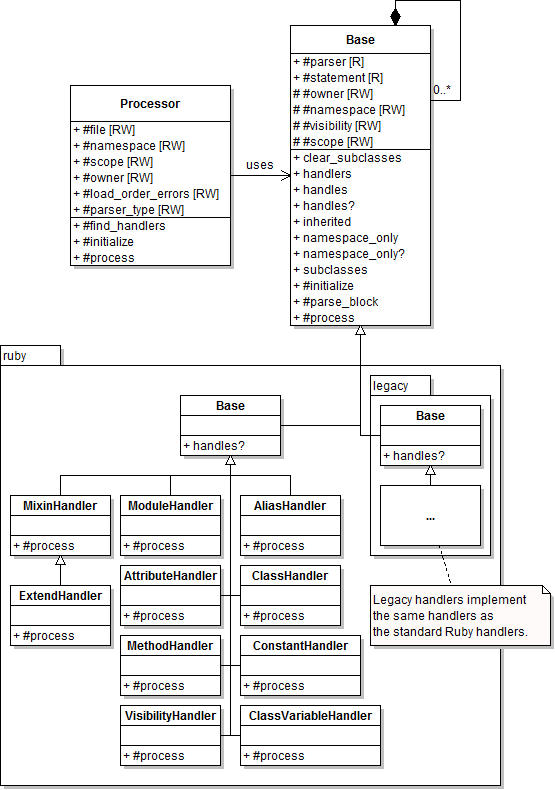 Base
+ #parser [R]
+ #statement [R]
# #owner [RW]
# #namespace [RW]
# #visibility [RW]
# #scope [RW]
+ clear_subclasses
+ handlers
+ handles
+ handles?
+ inherited
+ namespace_only
+ namespace_only?
+ subclasses
+ #initialize
+ #parse_block
+ #process
0..*
Processor
+ #file [RW]
+ #namespace [RW]
+ #scope [RW]
+ #owner [RW]
+ #load_order_errors [RW]
+ #parser_type [RW]
+ #find_handlers
+ #initialize
+ #process
uses
ruby
Base
+ handles?
legacy
Base
+ handles?
...
MixinHandler
+ #process
ModuleHandler
+ #process
AliasHandler
+ #process
ExtendHandler
+ #process
AttributeHandler
+ #process
ClassHandler
+ #process
MethodHandler
+ #process
ConstantHandler
+ #process
VisibilityHandler
+ #process
ClassVariableHandler
+ #process
Legacy handlers implement
the same handlers as
the standard Ruby handlers.